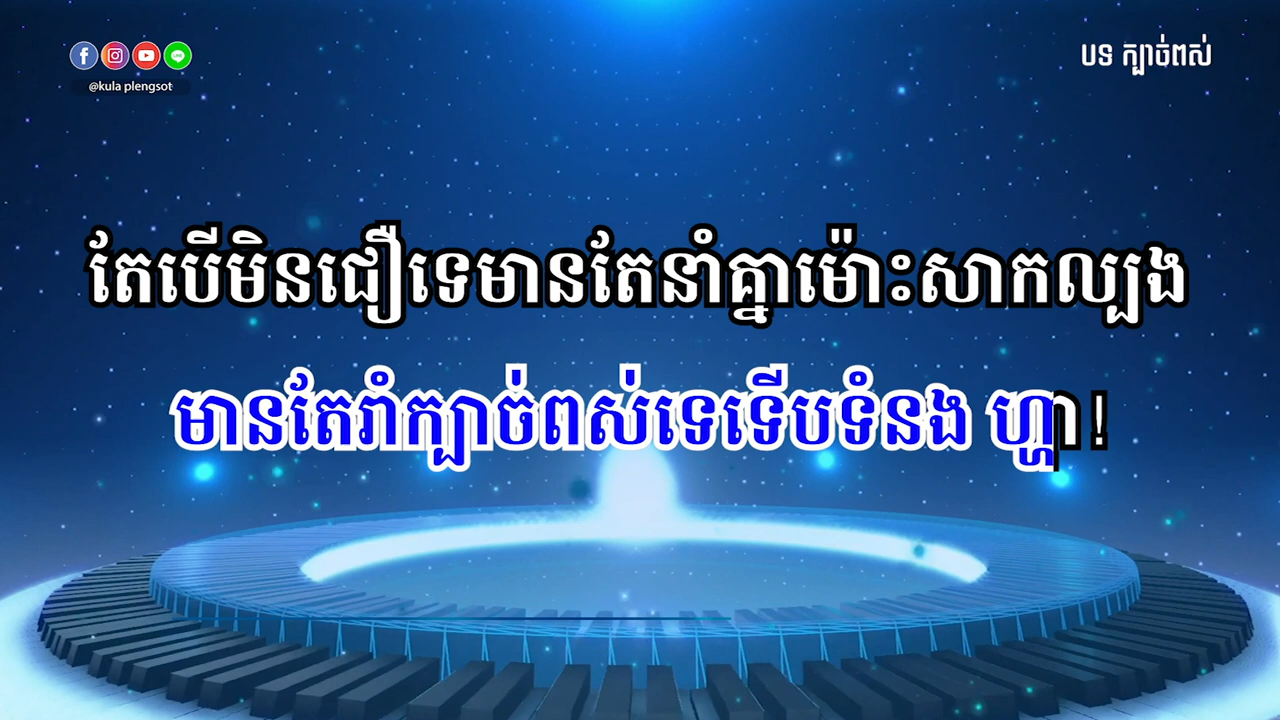 @kula plengsot
បទ ក្បាច់ពស់
តែបើមិនជឿទេមានតែនាំគ្នាម៉ោះសាកល្បង
មានតែរាំក្បាច់ពស់ទេទើបទំនង ហ្ហា!